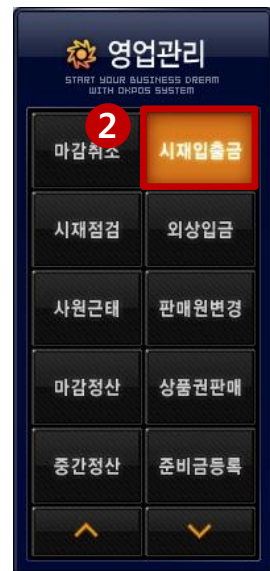 영업관리
START YOUR BUSINESS DREAM
WITH OKPOS SYSTEM
2
마감취소 시재입출금
시재점검 외상입금
사원근태 판매원변경
마감정산 상품권판매
중간정산 준비금등록